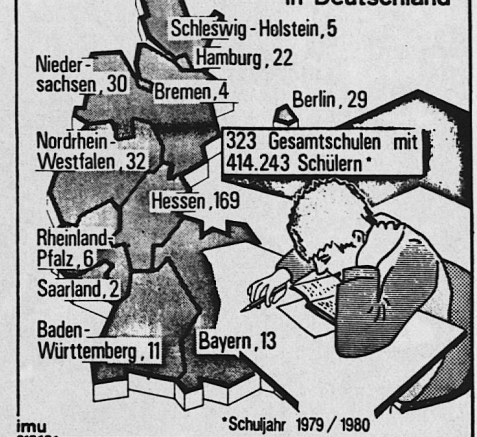 in Deutschland
Schleswig-Holstein,5
Hamburg,22
Nieder-
sachsen,30
Bremen,4
Berlin,29
Nordrhein-
Westfalen,32
323 Gesamtschulen mit
414.243 Schülern*
Hessen,169
Rheinland-
Pfalz,6
Saarland,2
Baden-
Württemberg,11
Bayern,13
*Schuljahr 1979/1980
imu